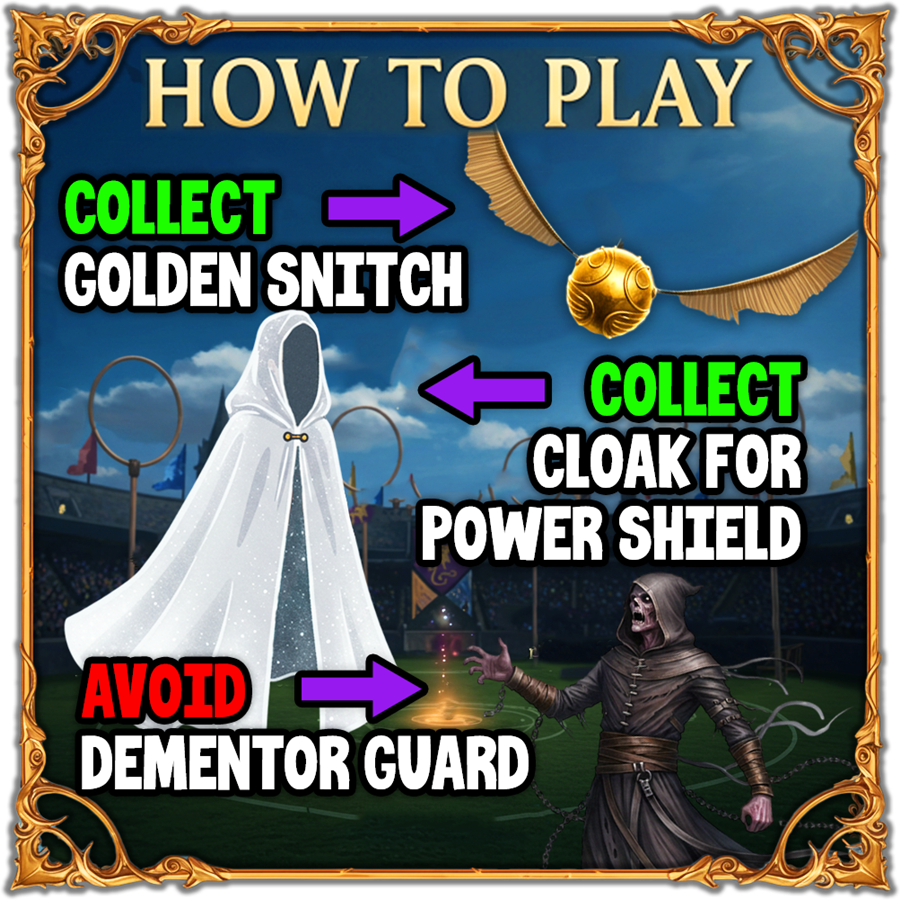 HOW TO PLAY
COLLECT
GOLDEN SNITCH
COLLECT
CLOAK FOR
POWER SHIELD
AVOID
DEMENTOR GUARD